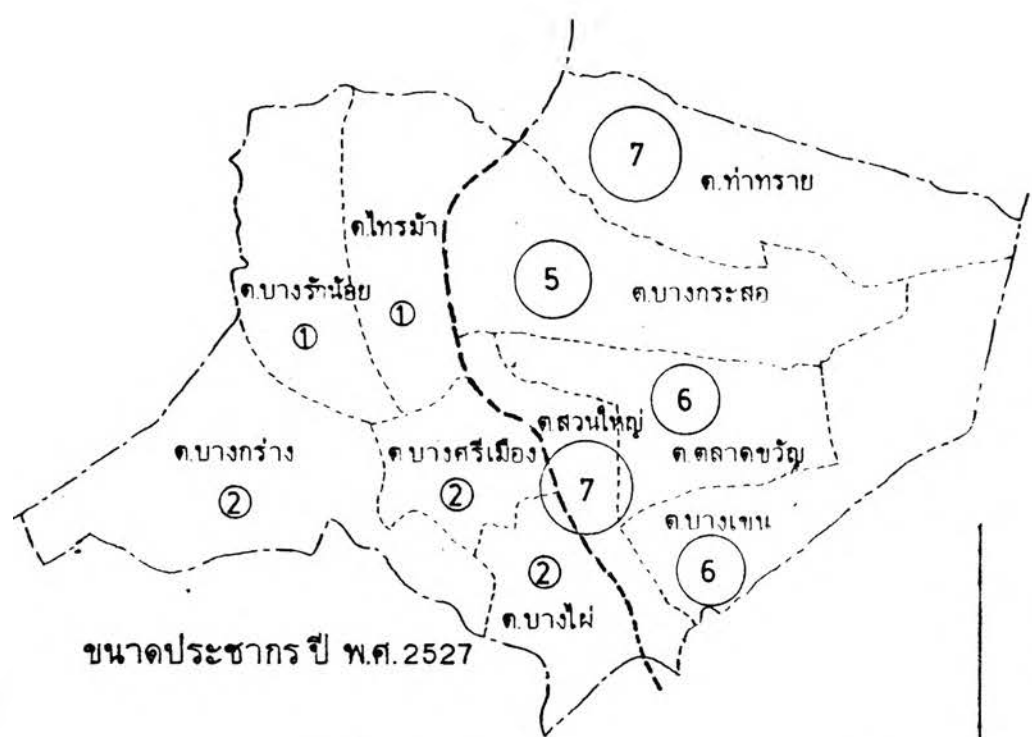 7
ต.ท่าทราย
ต.ไทรม้า
5
ต.บางกระสอ
ต.บางรักน้อย
1
1
6
ต.สวนใหญ่
ต.ตลาดขวัญ
ต.บางกร่าง
ต.บางศรีเมือง
7
2
2
ต.บางเขน
6
2
ต.บางไผ่
ขนาดประชากร ปี พ.ศ. 2527